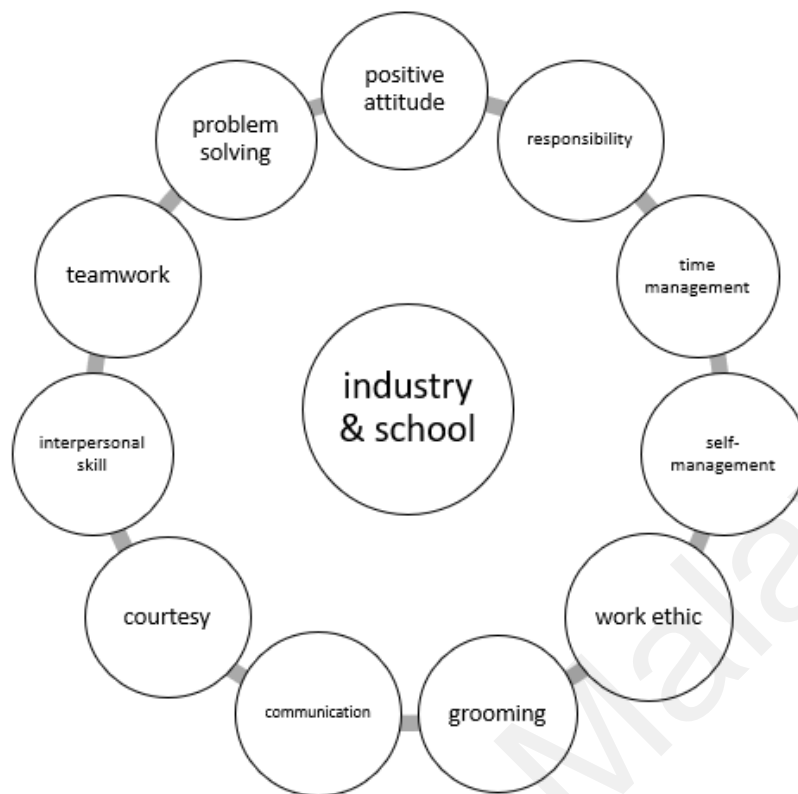 positive
attitude
responsibility
time
management
self-
management
work ethic
grooming
communication
courtesy
interpersonal
skill
teamwork
problem
solving
industry
& school
Mala